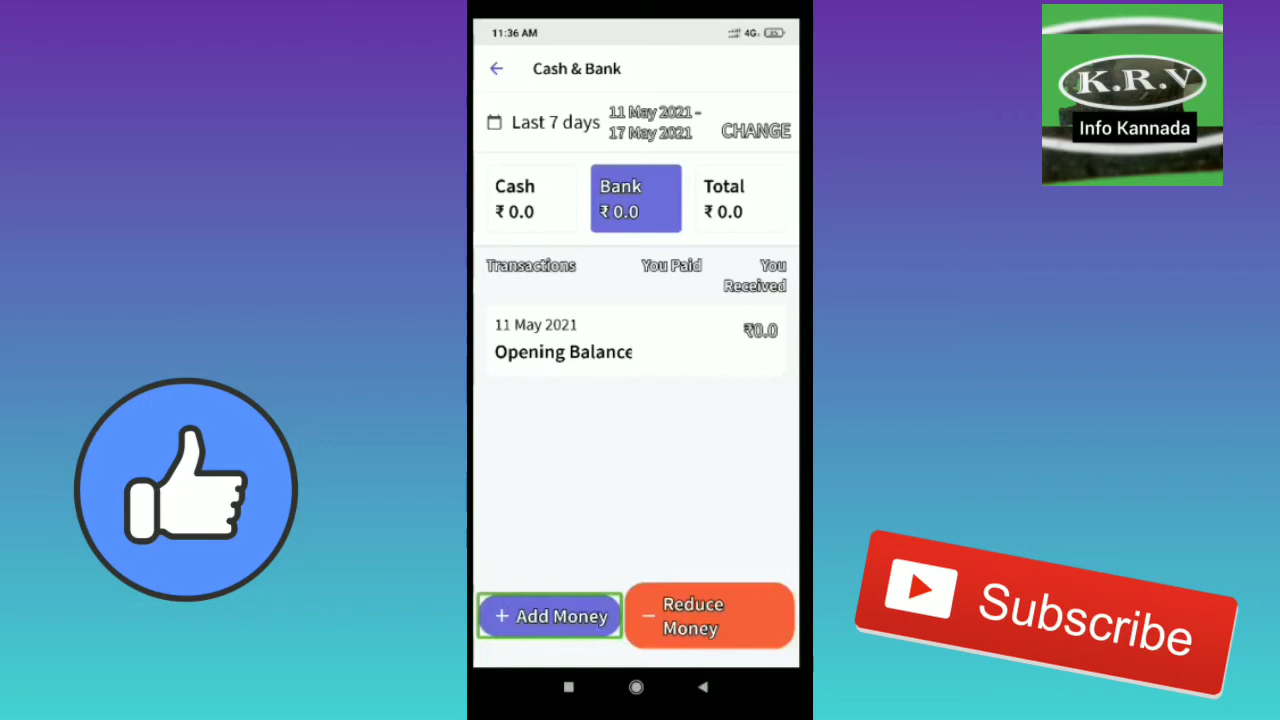 11:36 AM
4G
Cash & Bank
Last 7 days
11 May 2021 -
17 May 2021
CHANGE
Cash
₹ 0.0
Bank
₹ 0.0
Total
₹ 0.0
Transactions
You Paid
You
Received
11 May 2021
₹0.0
Opening Balance
+ Add Money
− Reduce
Money
K.R.V
Info Kannada
Subscribe